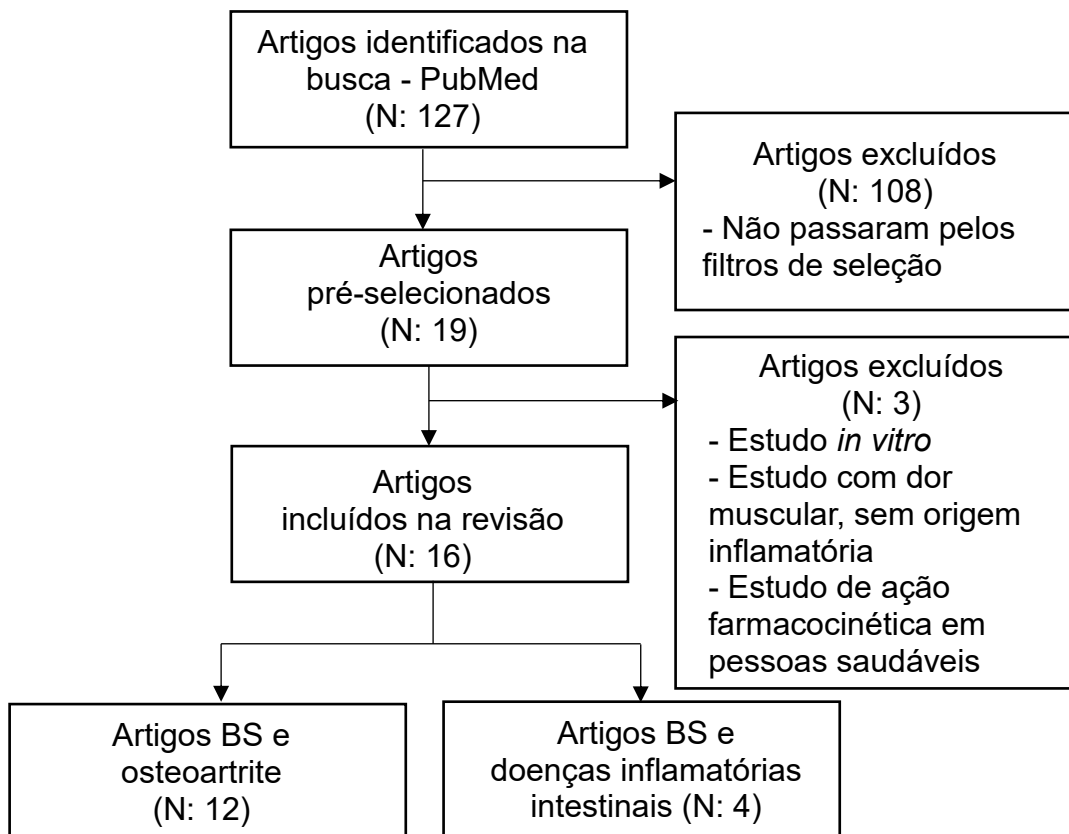 Artigos identificados na
busca - PubMed
(N: 127)
Artigos excluídos
(N: 108)
- Não passaram pelos
filtros de seleção
Artigos
pré-selecionados
(N: 19)
Artigos excluídos
(N: 3)
- Estudo in vitro
- Estudo com dor
muscular, sem origem
inflamatória
- Estudo de ação
farmacocinética em
pessoas saudáveis
Artigos
incluídos na revisão
(N: 16)
Artigos BS e
osteoartrite
(N: 12)
Artigos BS e
doenças inflamatórias
intestinais (N: 4)